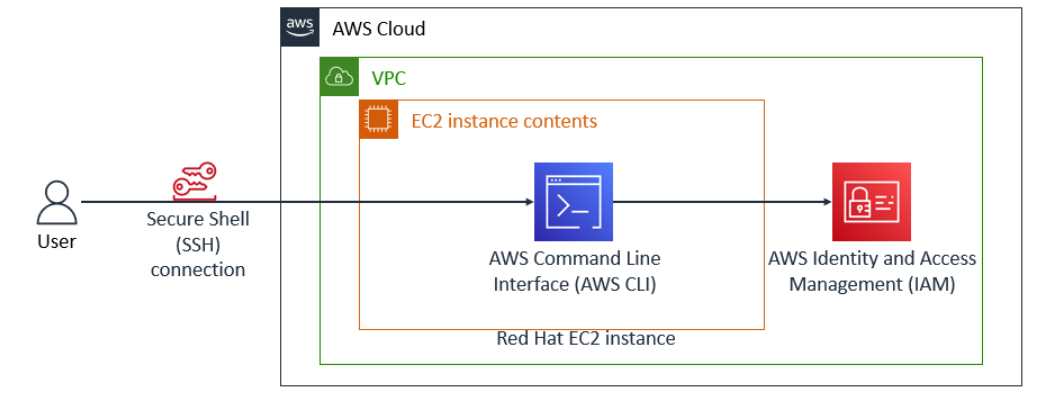 aws
AWS Cloud
VPC
EC2 instance contents
User
Secure Shell
(SSH)
connection
AWS Command Line
Interface (AWS CLI)
AWS Identity and Access
Management (IAM)
Red Hat EC2 instance